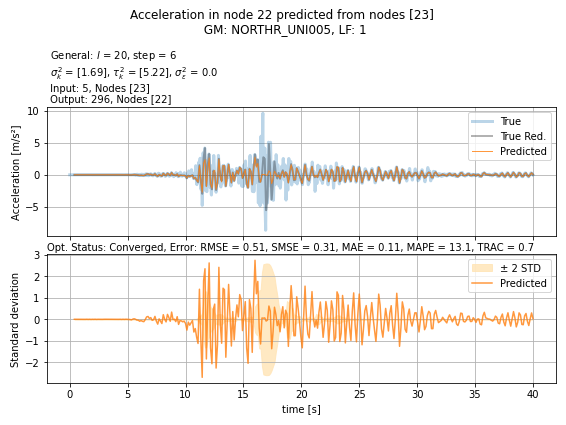 Acceleration in node 22 predicted from nodes [23]
GM: NORTHR_UNI005, LF: 1
General: l = 20, step = 6
σ²ₖ = [1.69], τ²ₖ = [5.22], σ²ε = 0.0
Input: 5, Nodes [23]
Output: 296, Nodes [22]
Acceleration [m/s²]
10
5
0
−5
True
True Red.
Predicted
Opt. Status: Converged, Error: RMSE = 0.51, SMSE = 0.31, MAE = 0.11, MAPE = 13.1, TRAC = 0.7
Standard deviation
3
2
1
0
−1
−2
± 2 STD
Predicted
0 5 10 15 20 25 30 35 40
time [s]